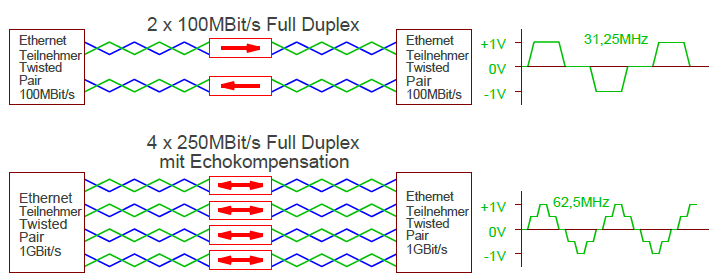 2 x 100MBit/s Full Duplex
Ethernet
Teilnehmer
Twisted
Pair
100MBit/s
Ethernet
Teilnehmer
Twisted
Pair
100MBit/s
31,25MHz
+1V
0V
-1V
4 x 250MBit/s Full Duplex
mit Echokompensation
Ethernet
Teilnehmer
Twisted
Pair
1GBit/s
Ethernet
Teilnehmer
Twisted
Pair
1GBit/s
62,5MHz
+1V
0V
-1V